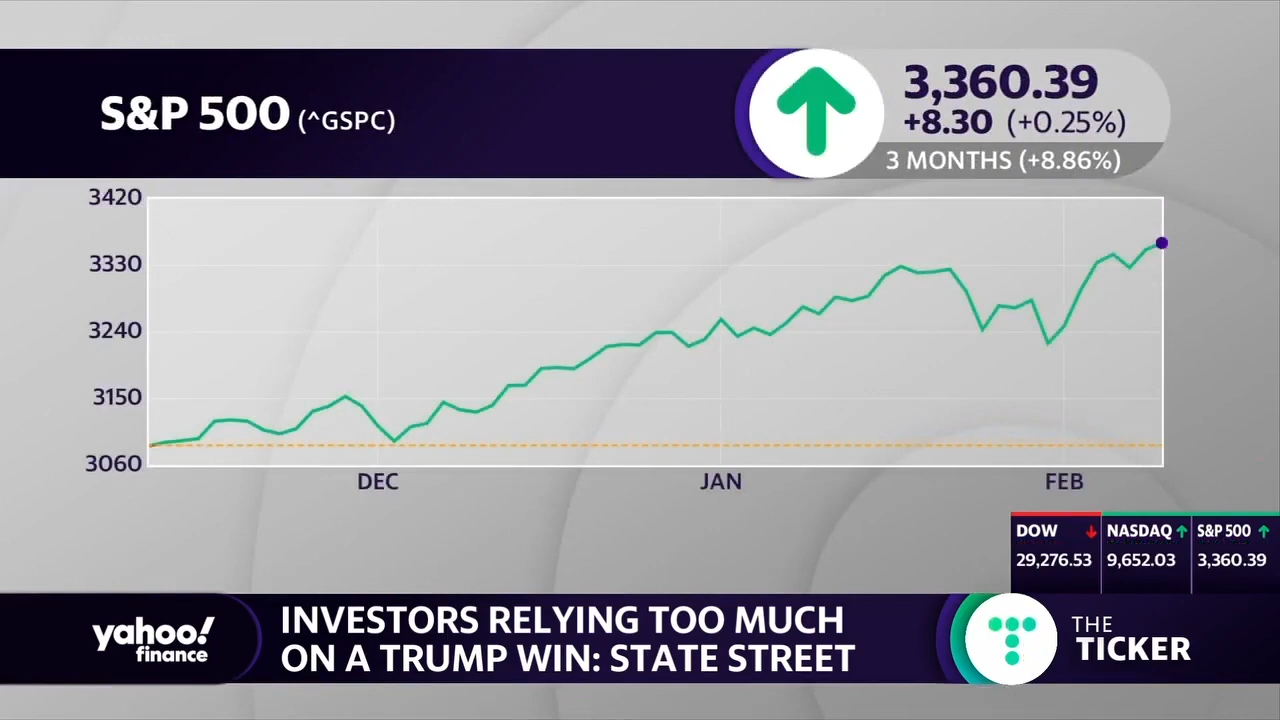 S&P 500 (^GSPC)
3,360.39
+8.30 (+0.25%)
3 MONTHS (+8.86%)
3420
3330
3240
3150
3060
DEC JAN FEB
DOW NASDAQ S&P 500
29,276.53 9,652.03 3,360.39
yahoo!
finance
INVESTORS RELYING TOO MUCH
ON A TRUMP WIN: STATE STREET
THE
TICKER